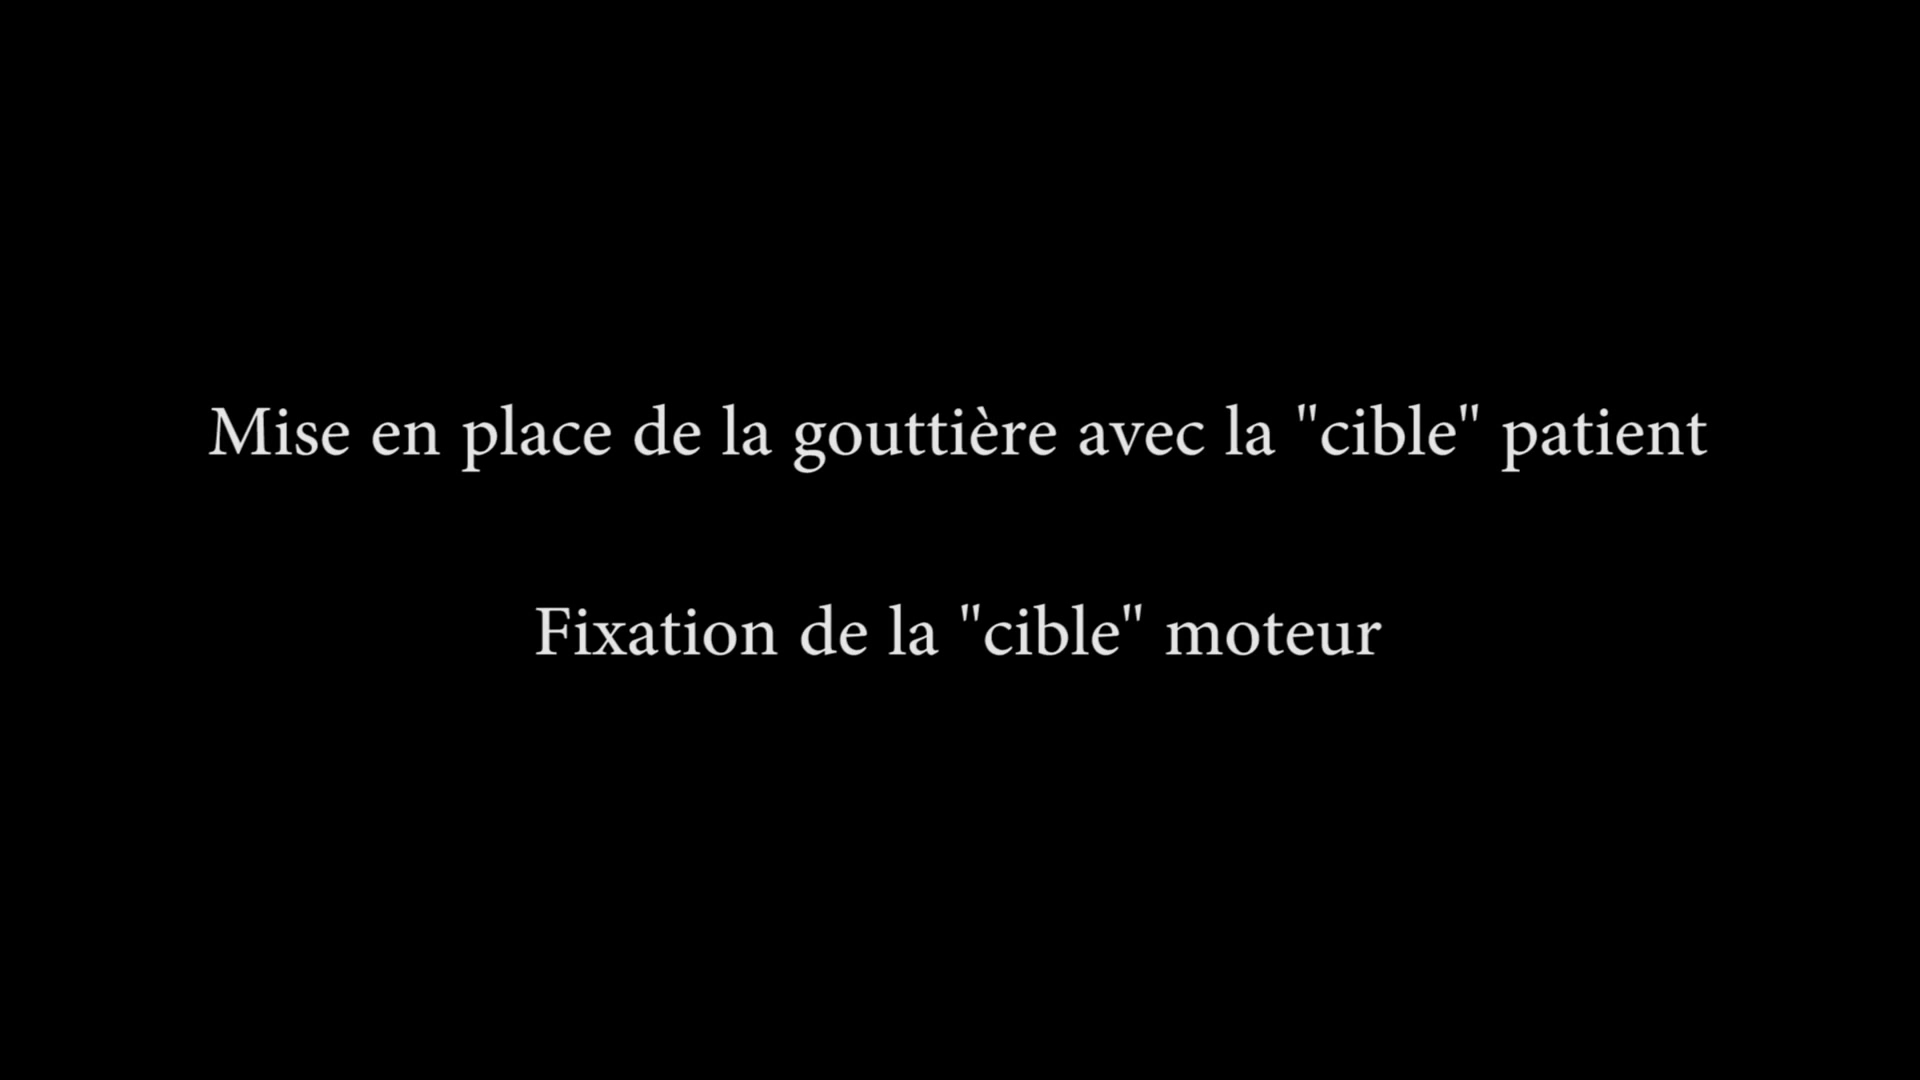 Mise en place de la gouttière avec la "cible" patient
Fixation de la "cible" moteur